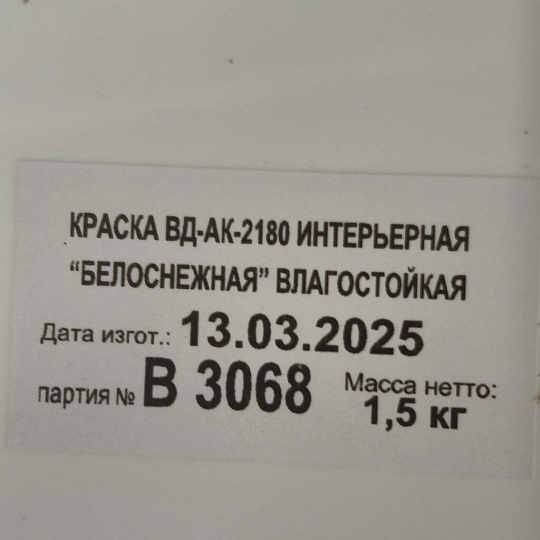 КРАСКА ВД-АК-2180 ИНТЕРЬЕРНАЯ
“БЕЛОСНЕЖНАЯ” ВЛАГОСТОЙКАЯ
Дата изгот.: 13.03.2025
партия № В 3068 Масса нетто:
1,5 кг